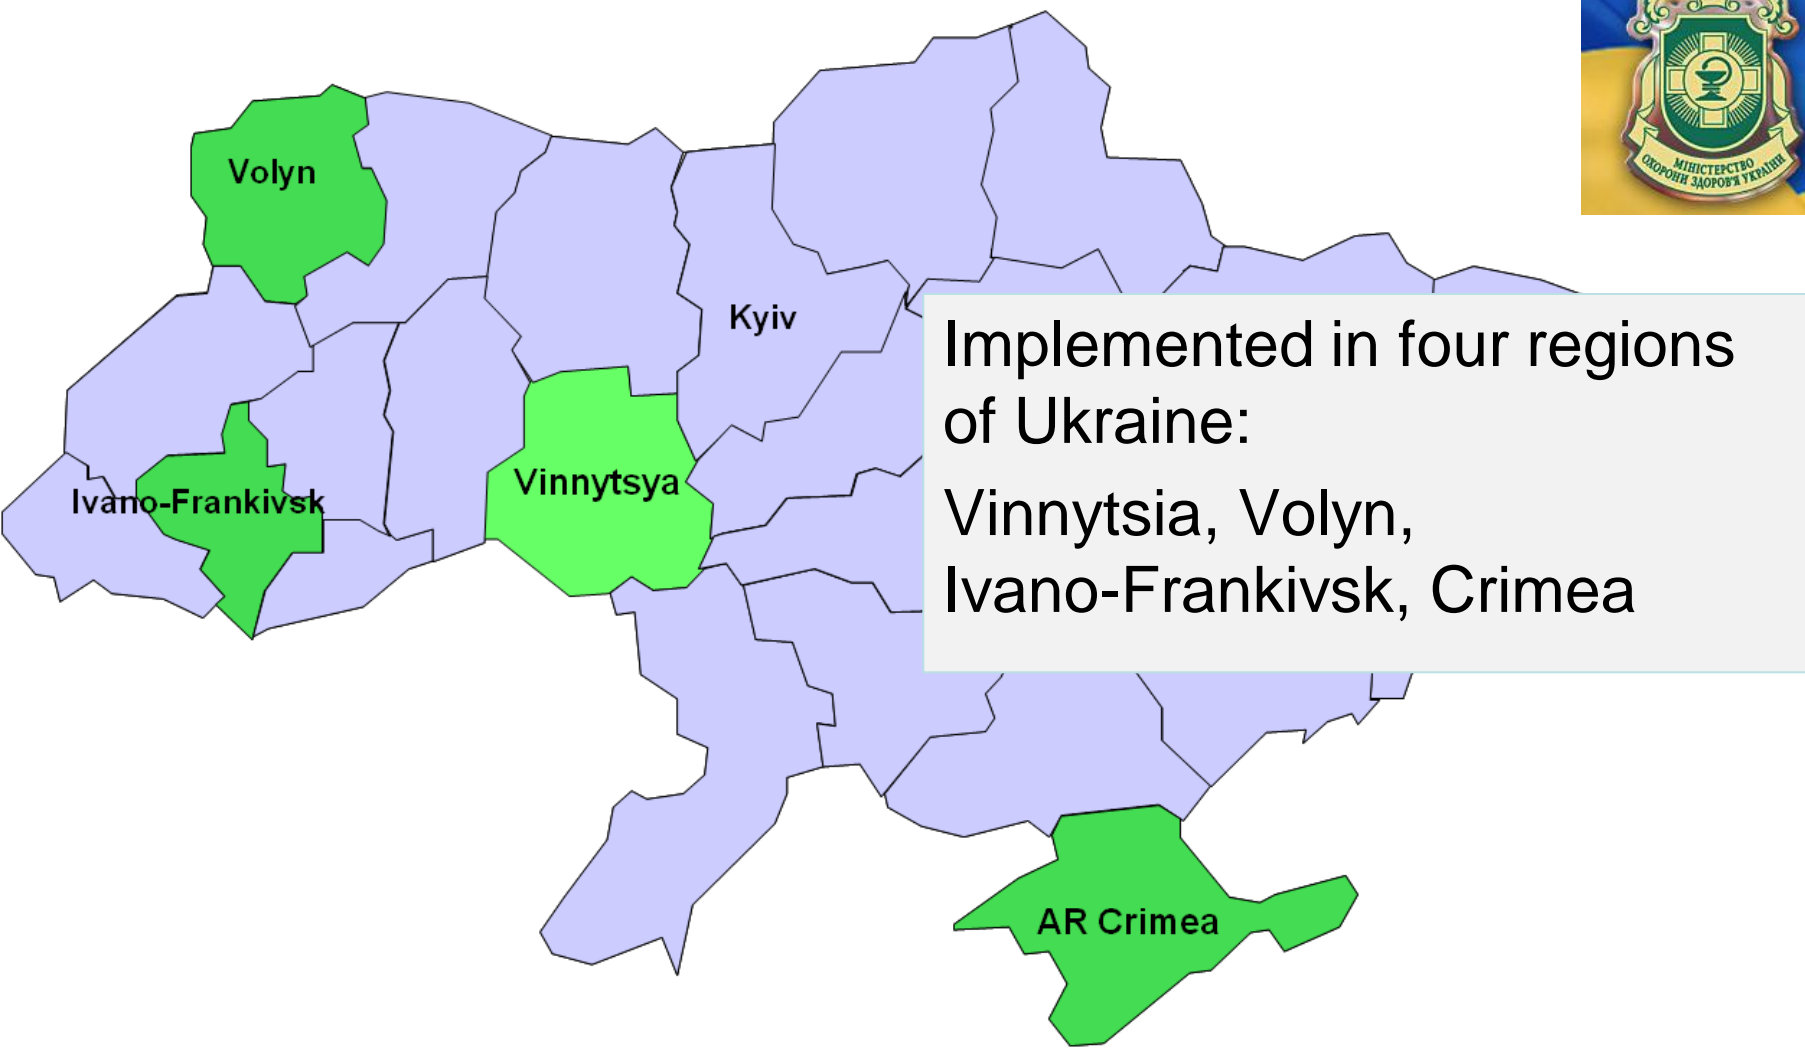 МІНІСТЕРСТВО
ОХОРОНИ ЗДОРОВ'Я УКРАЇНИ
Volyn
Kyiv
Implemented in four regions
of Ukraine:
Vinnytsia, Volyn,
Ivano-Frankivsk, Crimea
Vinnytsya
Ivano-Frankivsk
AR Crimea